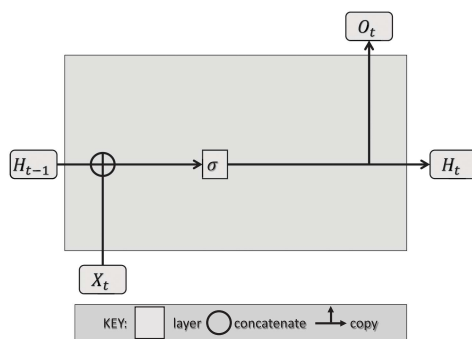 O_t
H_{t-1}
σ
H_t
X_t
KEY: layer concatenate copy